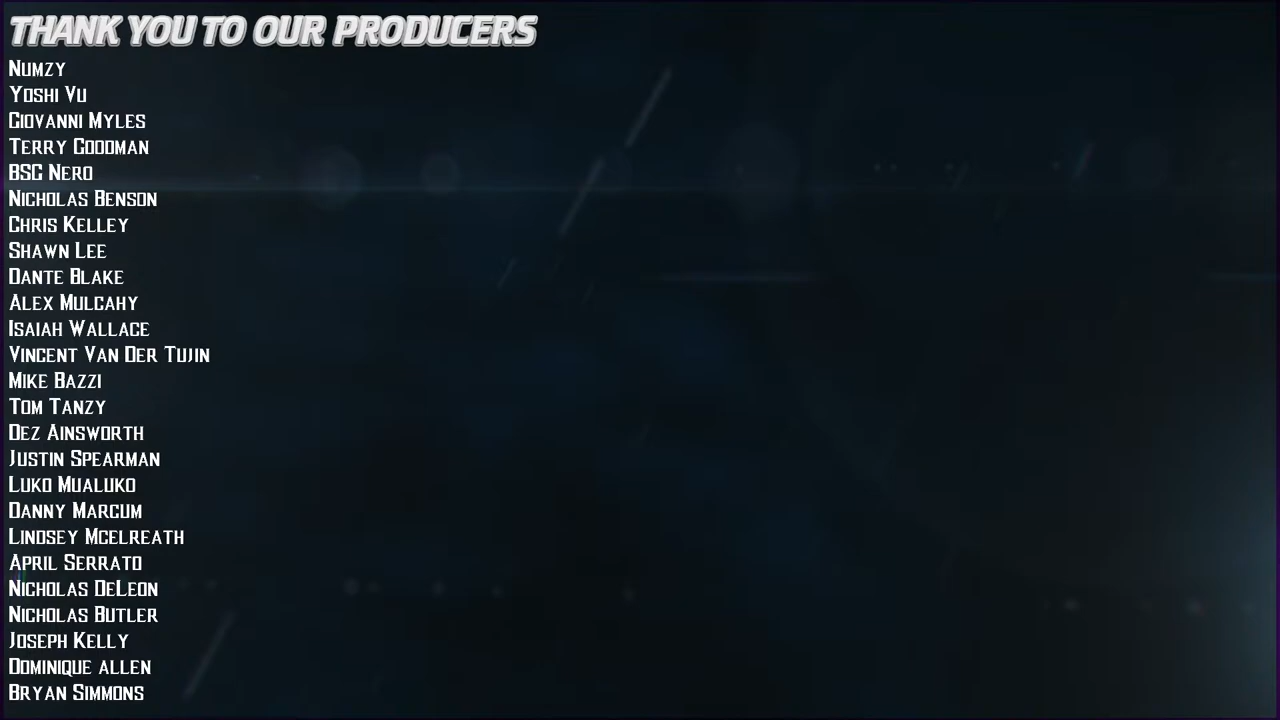 THANK YOU TO OUR PRODUCERS
NUMZY
YOSHI VU
GIOVANNI MYLES
TERRY GOODMAN
BSG NERO
NICHOLAS BENSON
CHRIS KELLEY
SHAWN LEE
DANTE BLAKE
ALEX MULCAHY
ISAIAH WALLACE
VINCENT VAN DER TUJIN
MIKE BAZZI
TOM TANZY
DEZ AINSWORTH
JUSTIN SPEARMAN
LUKO MUALUKO
DANNY MARCUM
LINDSEY MCELREATH
APRIL SERRATO
NICHOLAS DELEON
NICHOLAS BUTLER
JOSEPH KELLY
DOMINIQUE ALLEN
BRYAN SIMMONS